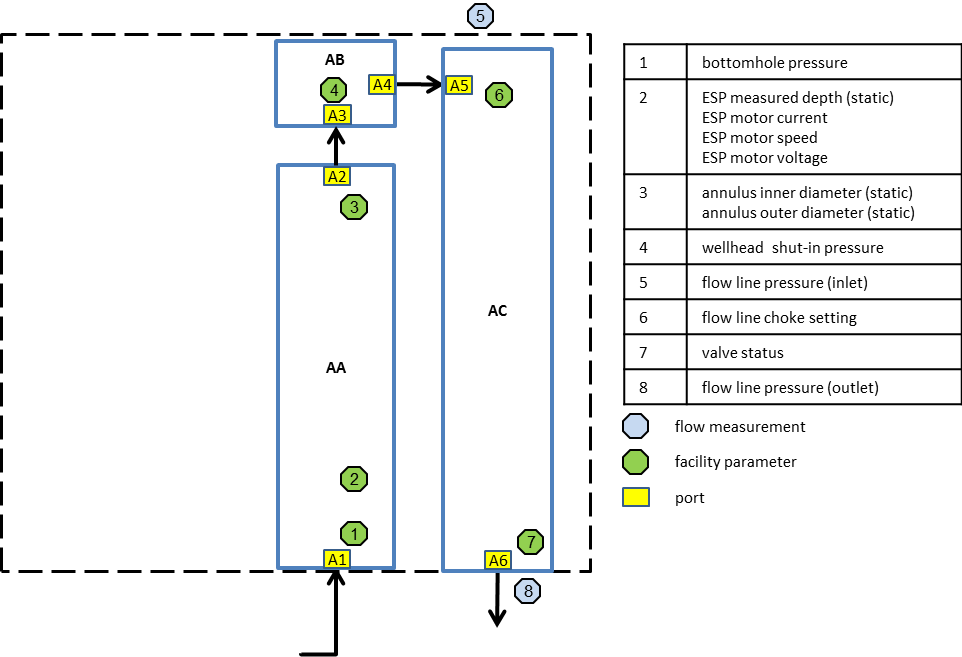 5
AB
4
A4
A5
6
A3
A2
3
AC
AA
2
1
7
A1
A6
8
1 bottomhole pressure
2 ESP measured depth (static)
ESP motor current
ESP motor speed
ESP motor voltage
3 annulus inner diameter (static)
annulus outer diameter (static)
4 wellhead shut-in pressure
5 flow line pressure (inlet)
6 flow line choke setting
7 valve status
8 flow line pressure (outlet)
flow measurement
facility parameter
port